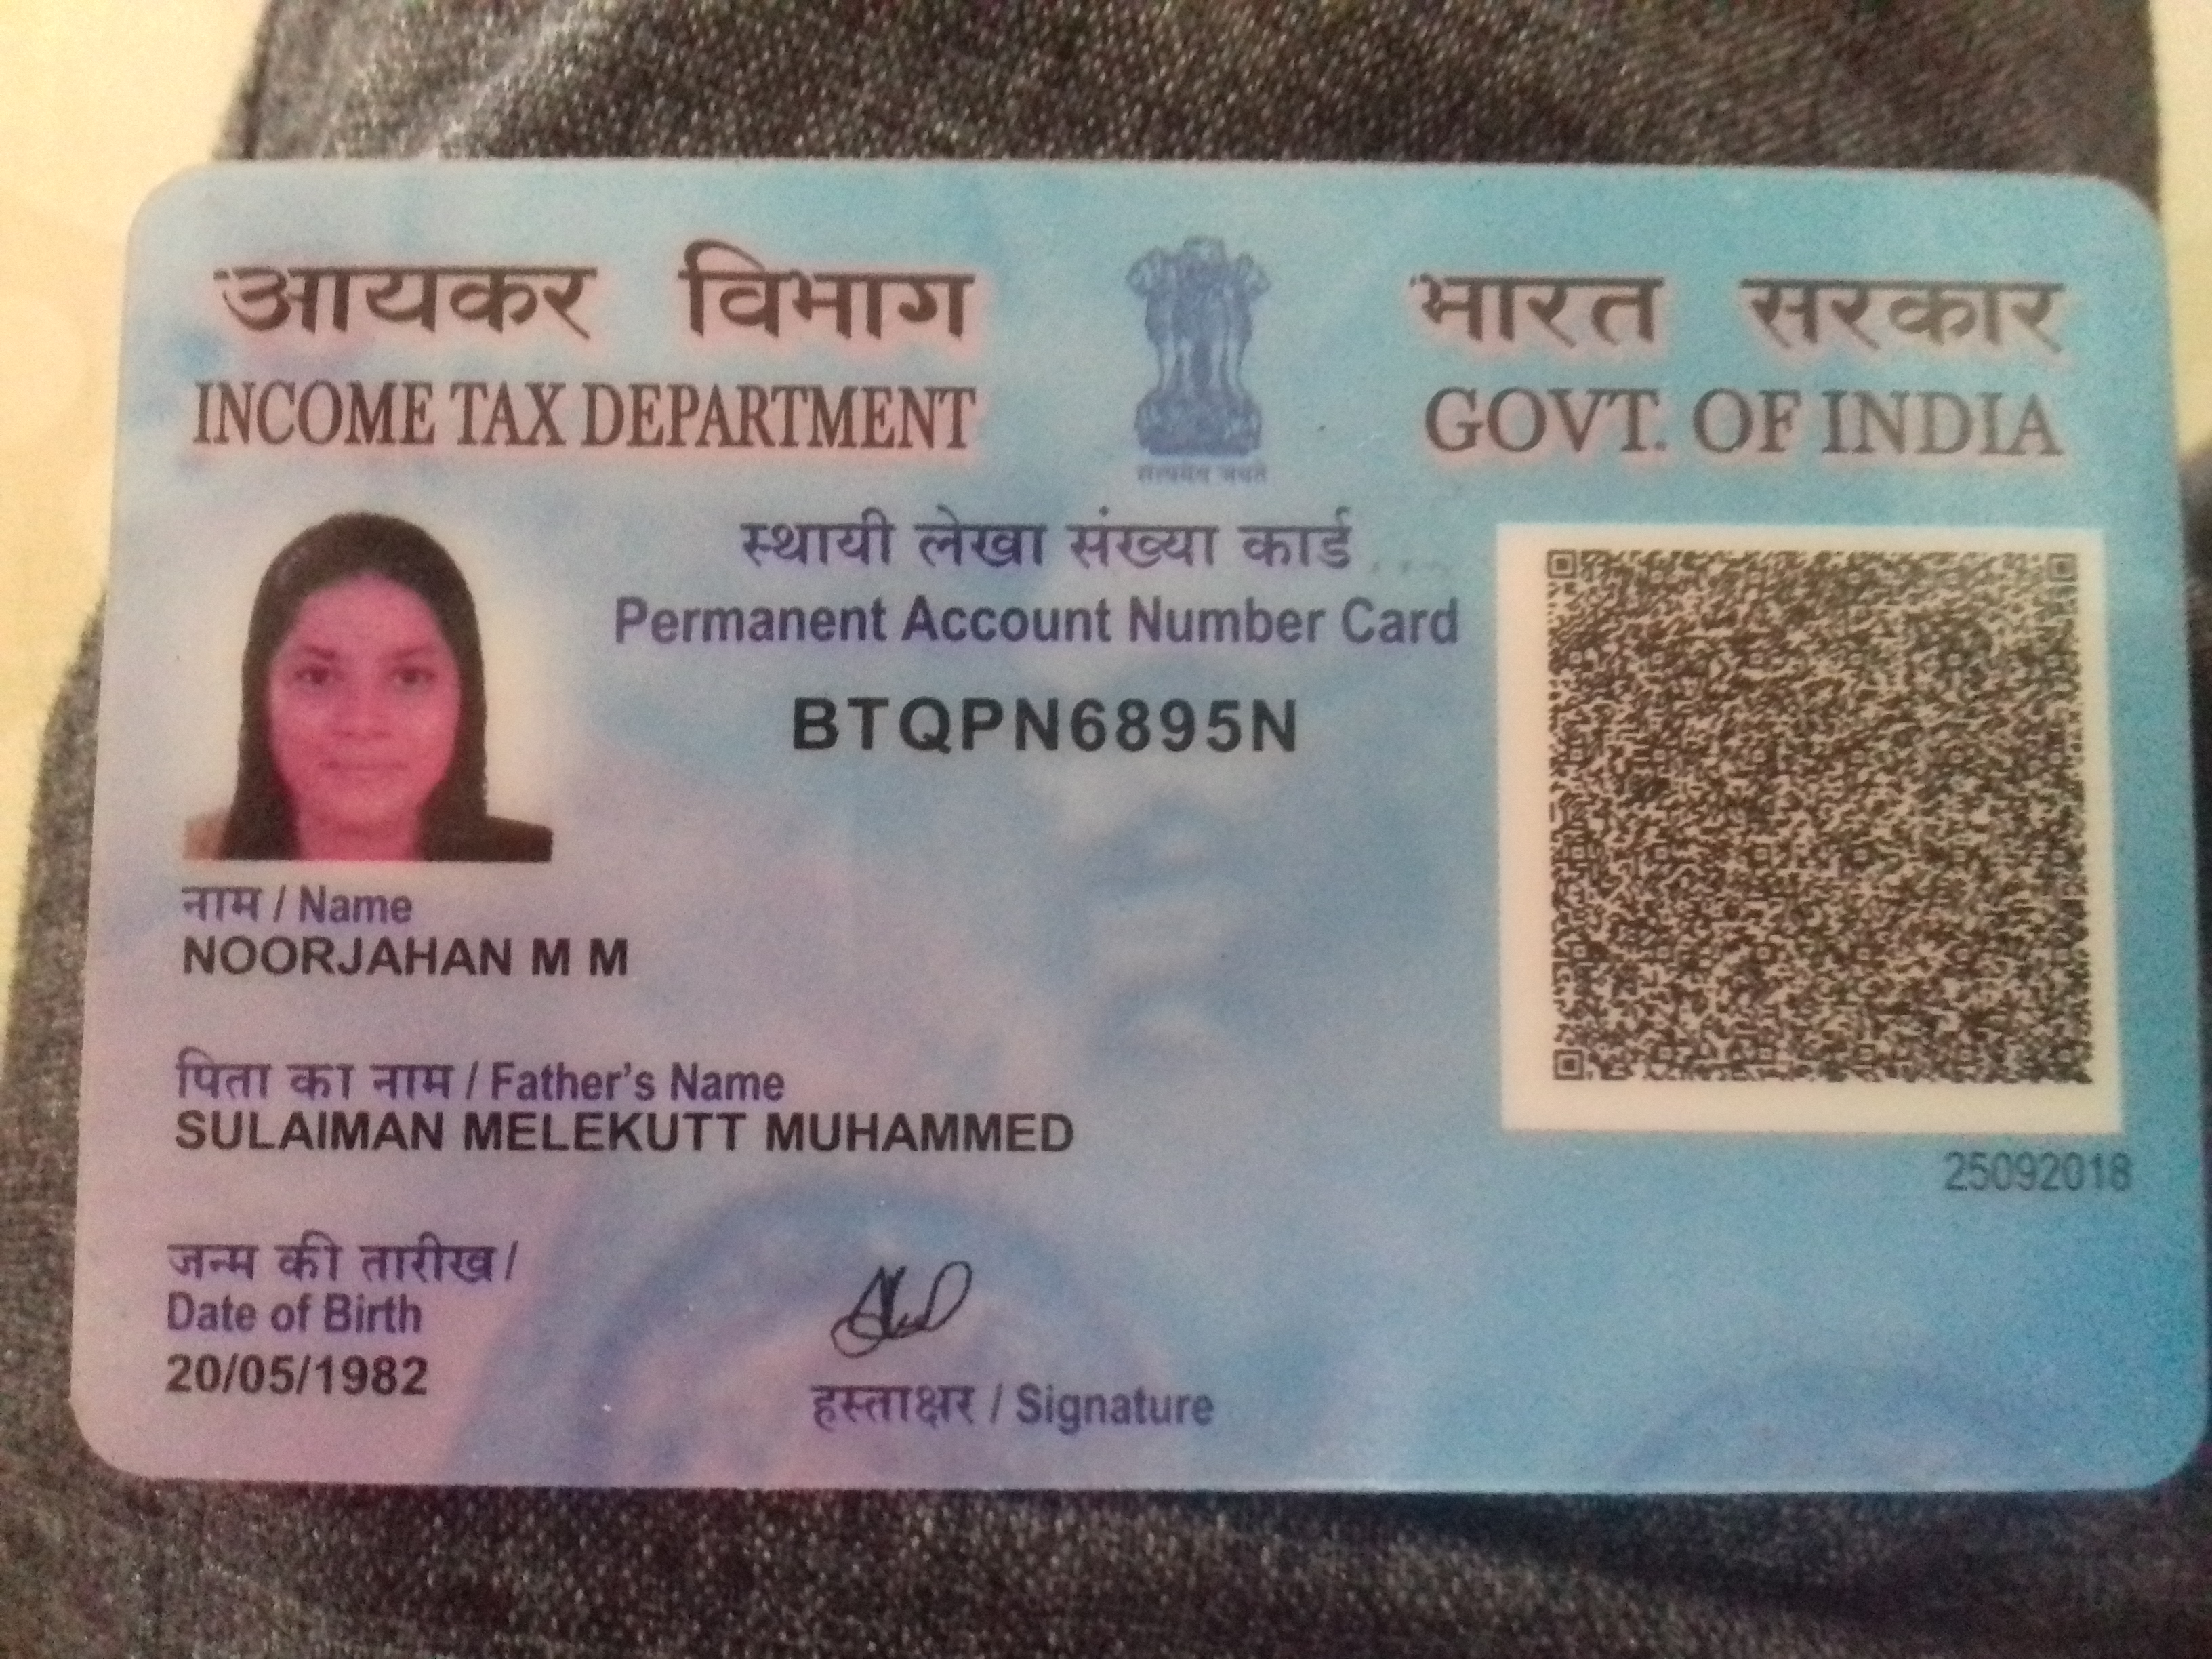 आयकर विभाग
INCOME TAX DEPARTMENT
सत्यमेव जयते
भारत सरकार
GOVT. OF INDIA
स्थायी लेखा संख्या कार्ड
Permanent Account Number Card
BTQPN6895N
नाम / Name
NOORJAHAN M M
पिता का नाम / Father's Name
SULAIMAN MELEKUTT MUHAMMED
25092018
जन्म की तारीख /
Date of Birth
20/05/1982
हस्ताक्षर / Signature